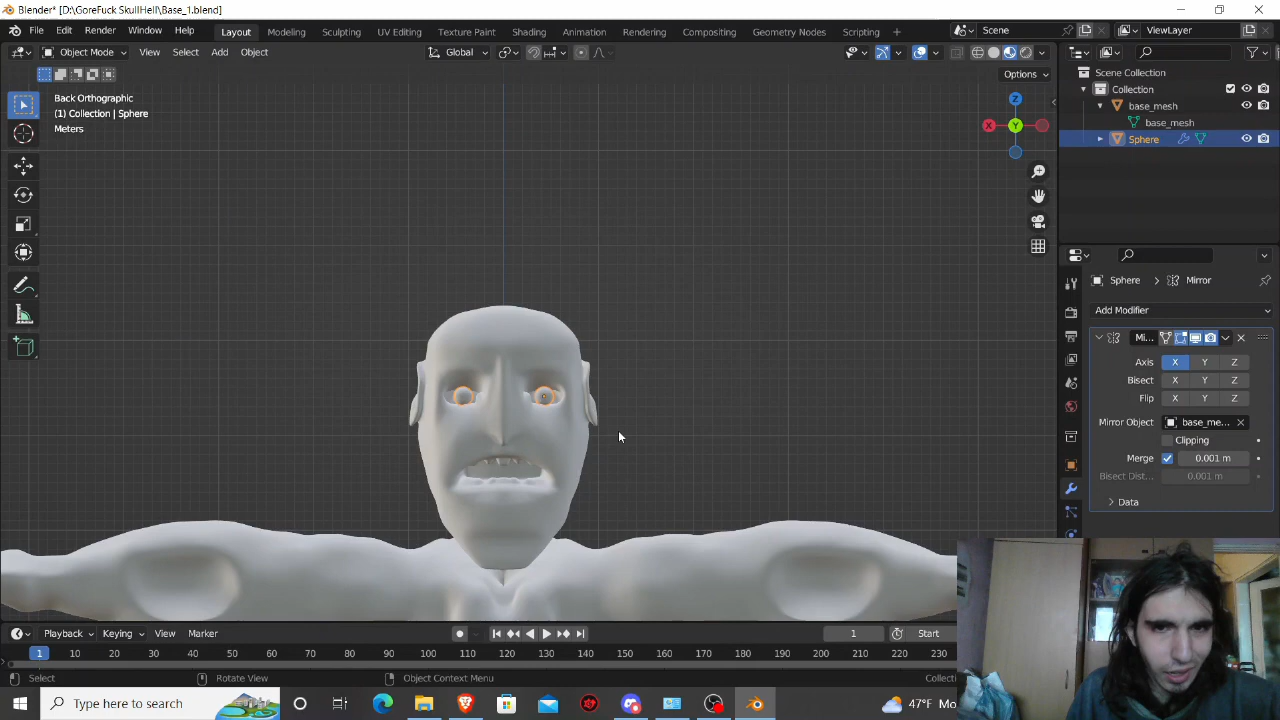 Blender* [D:\GoreFuck SkullHell\Base_1.blend]
File Edit Render Window Help Layout Modeling Sculpting UV Editing Texture Paint Shading Animation Rendering Compositing Geometry Nodes Scripting + Scene ViewLayer
Object Mode View Select Add Object Global
Options
Back Orthographic
(1) Collection | Sphere
Meters
Z
X Y
Scene Collection
Collection
base_mesh
base_mesh
Sphere
Sphere > Mirror
Add Modifier
Mi...
Axis X Y Z
Bisect X Y Z
Flip X Y Z
Mirror Object base_me...
Clipping
Merge 0.001 m
Bisect Dist... 0.001 m
Data
Playback Keying View Marker 1 Start
1 10 20 30 40 50 60 70 80 90 100 110 120 130 140 150 160 170 180 190 200 210 220 230
Select Rotate View Object Context Menu Collecti
Type here to search 47°F Mo